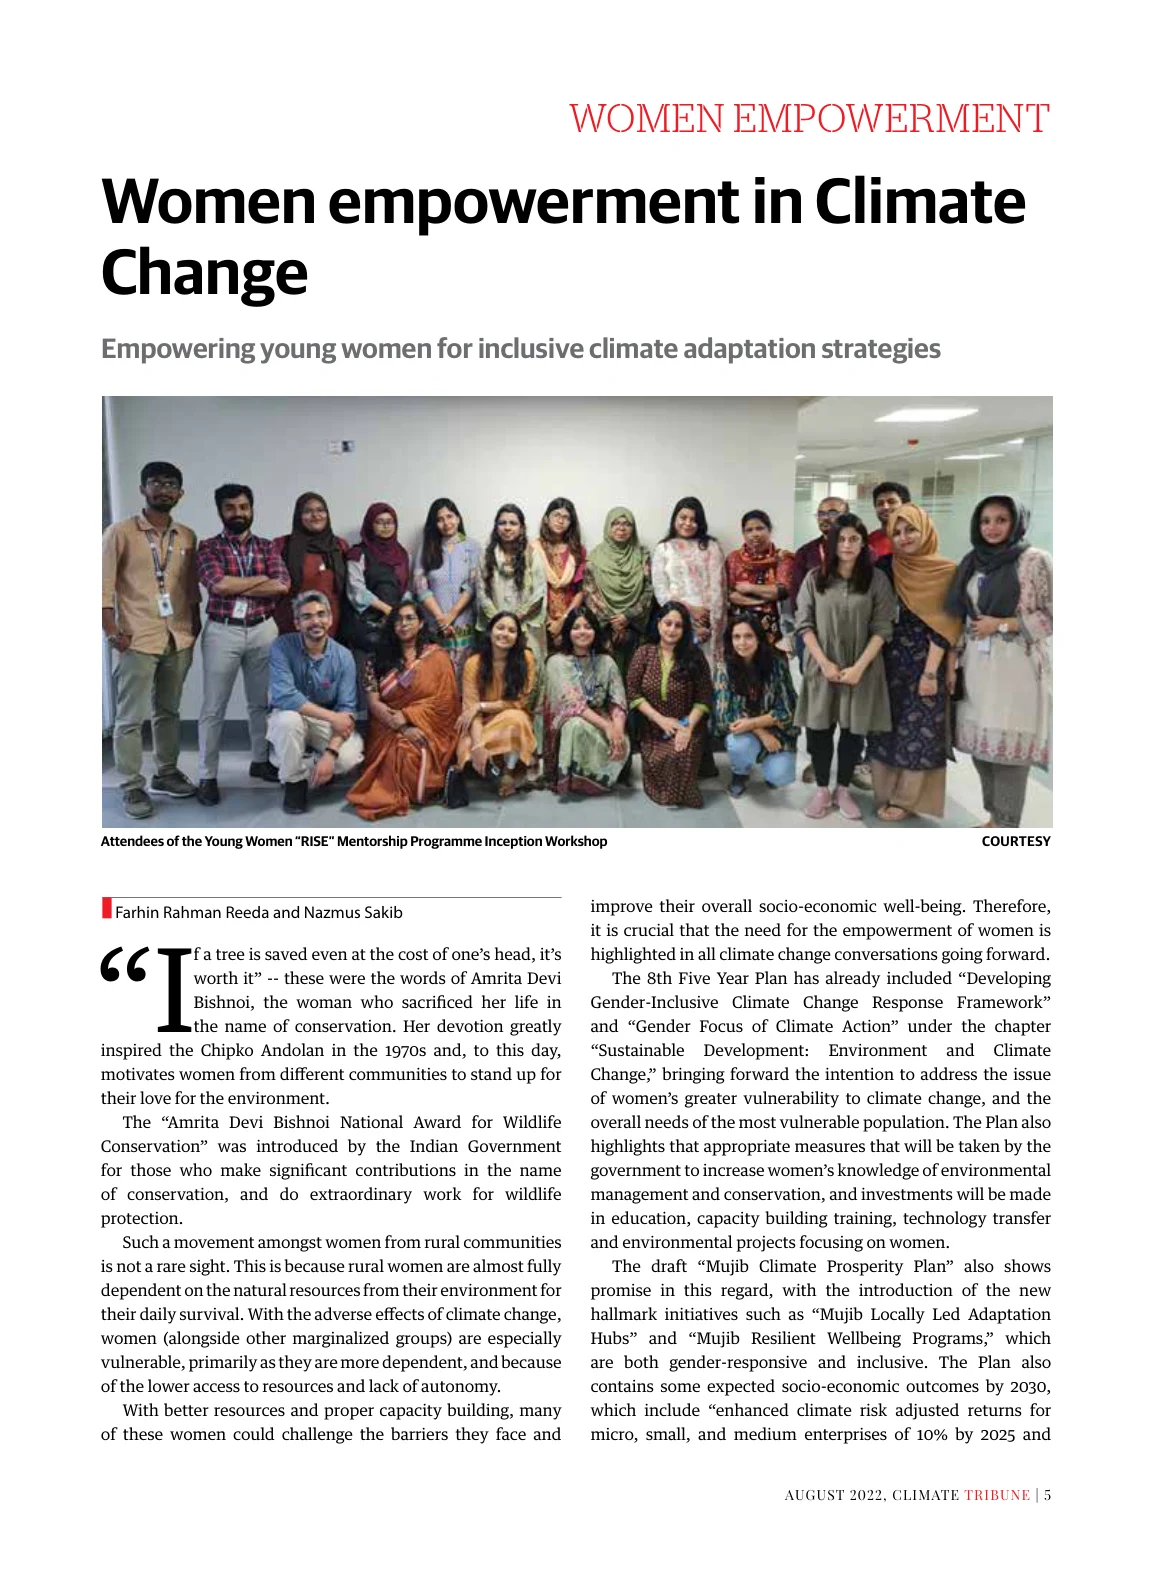 WOMEN EMPOWERMENT
Women empowerment in Climate
Change
Empowering young women for inclusive climate adaptation strategies
Attendees of the Young Women “RISE” Mentorship Programme Inception Workshop
COURTESY
Farhin Rahman Reeda and Nazmus Sakib
“If a tree is saved even at the cost of one’s head, it’s
worth it” -- these were the words of Amrita Devi
Bishnoi, the woman who sacrificed her life in
the name of conservation. Her devotion greatly
inspired the Chipko Andolan in the 1970s and, to this day,
motivates women from different communities to stand up for
their love for the environment.
The “Amrita Devi Bishnoi National Award for Wildlife
Conservation” was introduced by the Indian Government
for those who make significant contributions in the name
of conservation, and do extraordinary work for wildlife
protection.
Such a movement amongst women from rural communities
is not a rare sight. This is because rural women are almost fully
dependent on the natural resources from their environment for
their daily survival. With the adverse effects of climate change,
women (alongside other marginalized groups) are especially
vulnerable, primarily as they are more dependent, and because
of the lower access to resources and lack of autonomy.
With better resources and proper capacity building, many
of these women could challenge the barriers they face and
improve their overall socio-economic well-being. Therefore,
it is crucial that the need for the empowerment of women is
highlighted in all climate change conversations going forward.
The 8th Five Year Plan has already included “Developing
Gender-Inclusive Climate Change Response Framework”
and “Gender Focus of Climate Action” under the chapter
“Sustainable Development: Environment and Climate
Change,” bringing forward the intention to address the issue
of women’s greater vulnerability to climate change, and the
overall needs of the most vulnerable population. The Plan also
highlights that appropriate measures that will be taken by the
government to increase women’s knowledge of environmental
management and conservation, and investments will be made
in education, capacity building training, technology transfer
and environmental projects focusing on women.
The draft “Mujib Climate Prosperity Plan” also shows
promise in this regard, with the introduction of the new
hallmark initiatives such as “Mujib Locally Led Adaptation
Hubs” and “Mujib Resilient Wellbeing Programs,” which
are both gender-responsive and inclusive. The Plan also
contains some expected socio-economic outcomes by 2030,
which include “enhanced climate risk adjusted returns for
micro, small, and medium enterprises of 10% by 2025 and
AUGUST 2022, CLIMATE TRIBUNE | 5